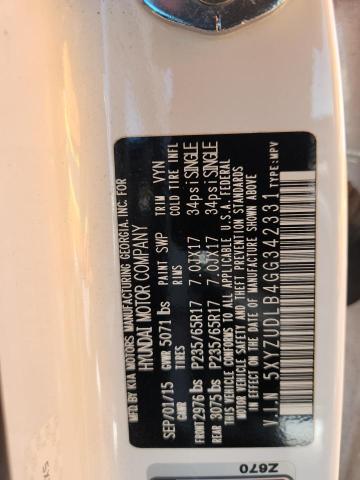 MFD BY KIA MOTORS MANUFACTURING GEORGIA, INC. FOR
HYUNDAI MOTOR COMPANY
SEP/01/15 PAINT SWP TRIM VYN
GVWR 5071 lbs
GAWR TIRES RIMS COLD TIRE INFL
FRONT 2976 lbs P235/65R17 7.0JX17 34psi SINGLE
REAR 3075 lbs P235/65R17 7.0JX17 34psi SINGLE
THIS VEHICLE CONFORMS TO ALL APPLICABLE U.S.A. FEDERAL
MOTOR VEHICLE SAFETY AND THEFT PREVENTION STANDARDS
IN EFFECT ON THE DATE OF MANUFACTURE SHOWN ABOVE
V.I.N 5XYZUDLB4GG342331 TYPE:MPV
Z670